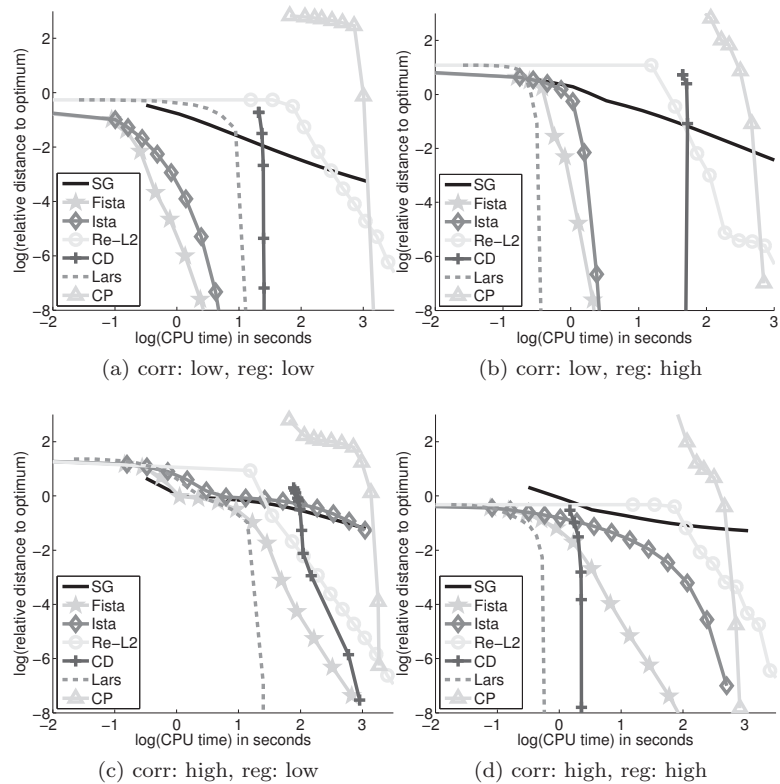 2
0
−2
−4
−6
−8
log(relative distance to optimum)
SG
Fista
Ista
Re−L2
CD
Lars
CP
−2 −1 0 1 2 3
log(CPU time) in seconds
(a) corr: low, reg: low
2
0
−2
−4
−6
−8
log(relative distance to optimum)
SG
Fista
Ista
Re−L2
CD
Lars
CP
−2 −1 0 1 2 3
log(CPU time) in seconds
(b) corr: low, reg: high
2
0
−2
−4
−6
−8
log(relative distance to optimum)
SG
Fista
Ista
Re−L2
CD
Lars
CP
−2 −1 0 1 2 3
log(CPU time) in seconds
(c) corr: high, reg: low
2
0
−2
−4
−6
−8
log(relative distance to optimum)
SG
Fista
Ista
Re−L2
CD
Lars
CP
−2 −1 0 1 2 3
log(CPU time) in seconds
(d) corr: high, reg: high